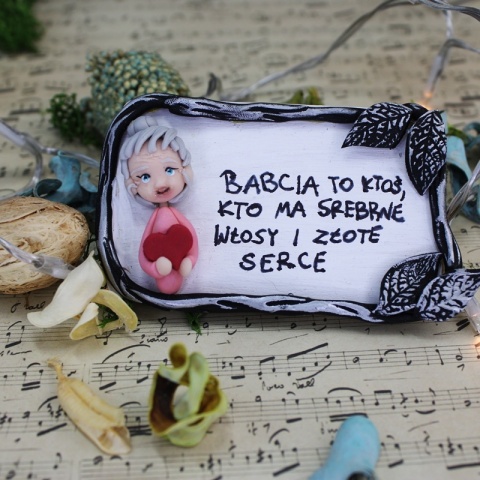 BABCIA TO KTOŚ,
KTO MA SREBRNE
WŁOSY I ZŁOTE
SERCE